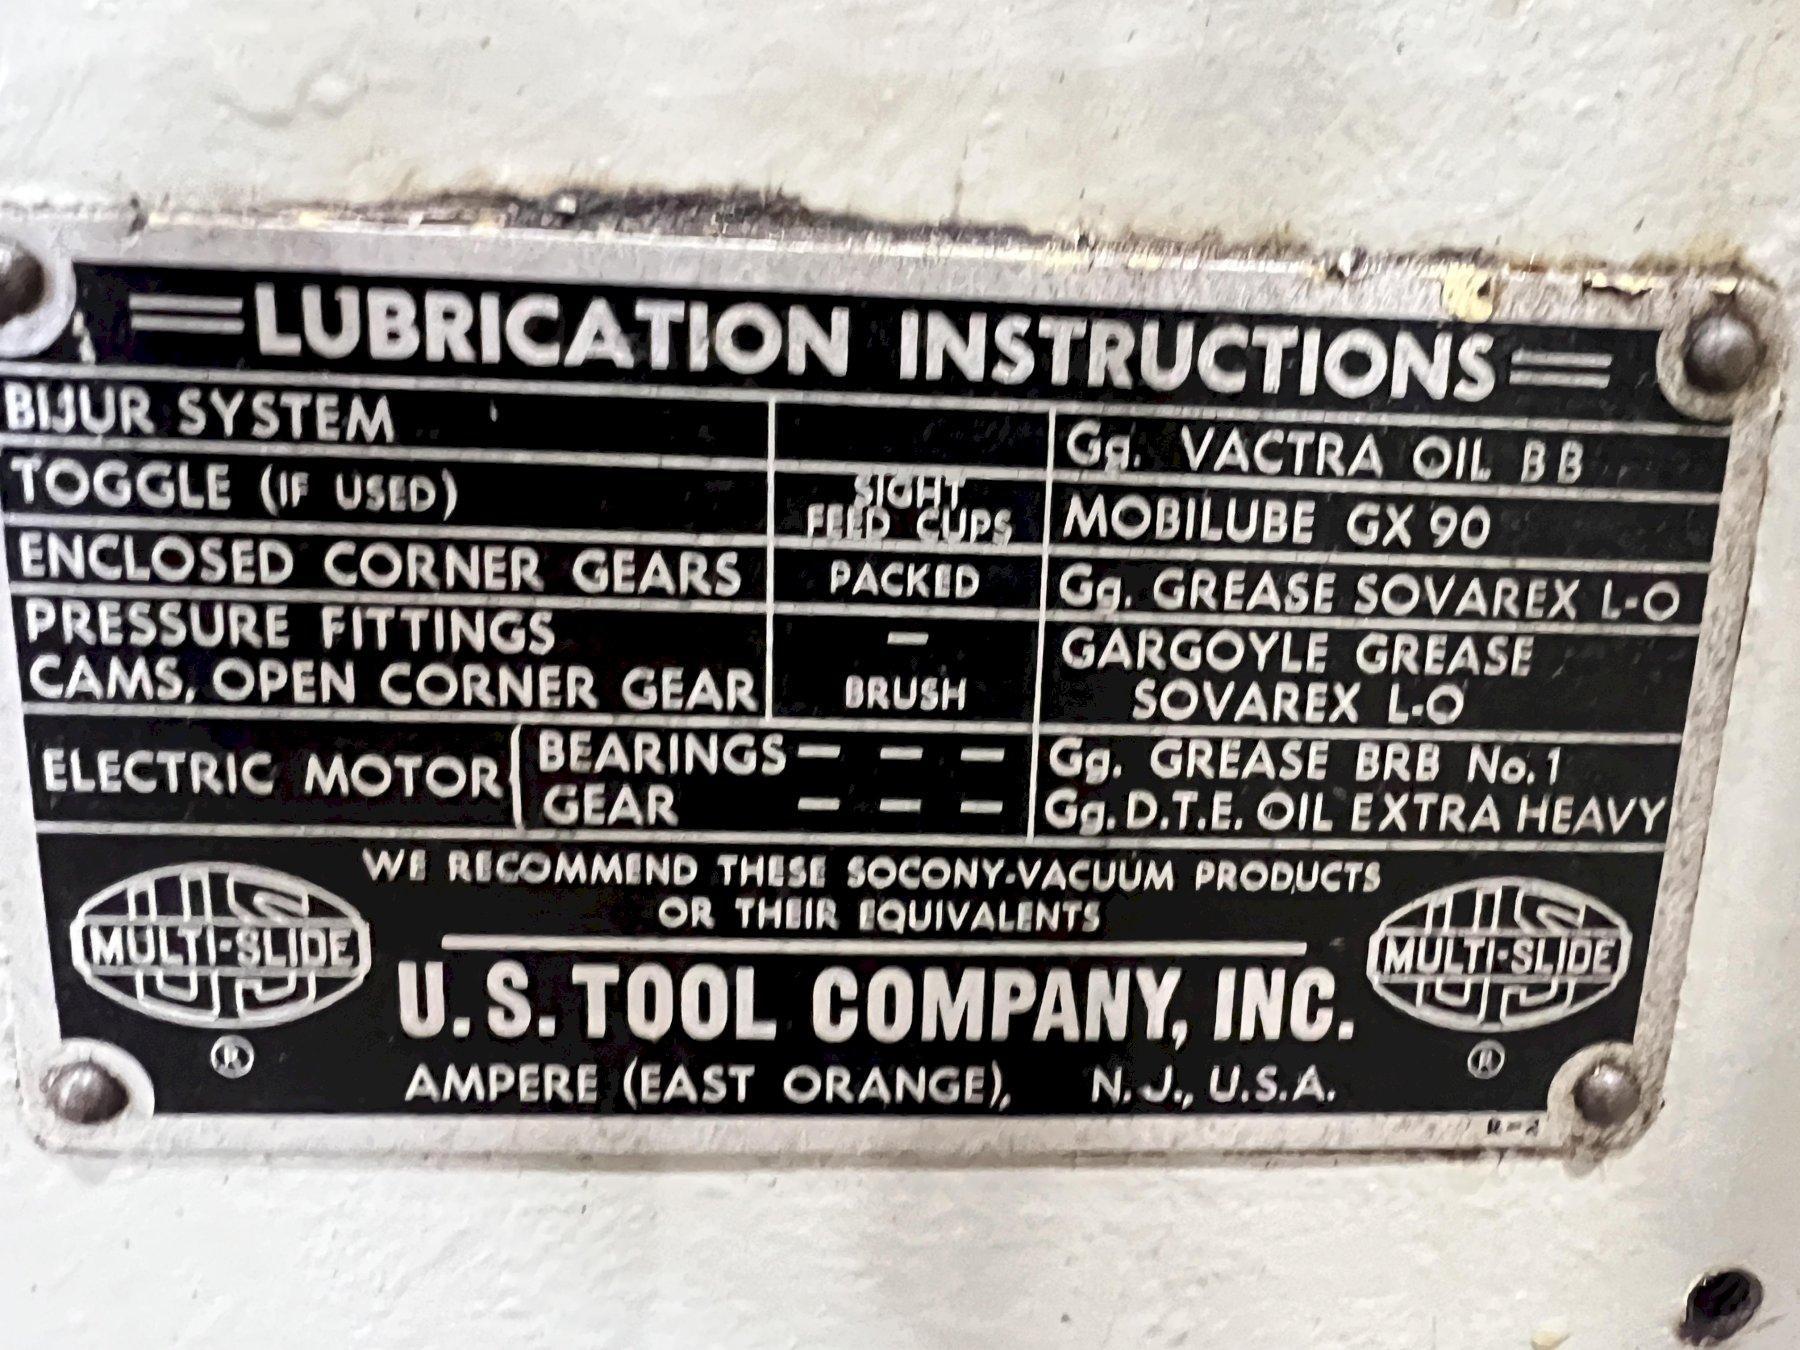 LUBRICATION INSTRUCTIONS
BIJUR SYSTEM Gg. VACTRA OIL BB
TOGGLE (IF USED) SIGHT FEED CUPS MOBILUBE GX 90
ENCLOSED CORNER GEARS PACKED Gg. GREASE SOVAREX L-O
PRESSURE FITTINGS — GARGOYLE GREASE
CAMS, OPEN CORNER GEAR BRUSH SOVAREX L-O
ELECTRIC MOTOR BEARINGS — — — Gg. GREASE BRB No. 1
GEAR — — — Gg. D.T.E. OIL EXTRA HEAVY
WE RECOMMEND THESE SOCONY-VACUUM PRODUCTS
OR THEIR EQUIVALENTS
US MULTI-SLIDE ®
U.S. TOOL COMPANY, INC.
AMPERE (EAST ORANGE), N.J., U.S.A.
US MULTI-SLIDE ®